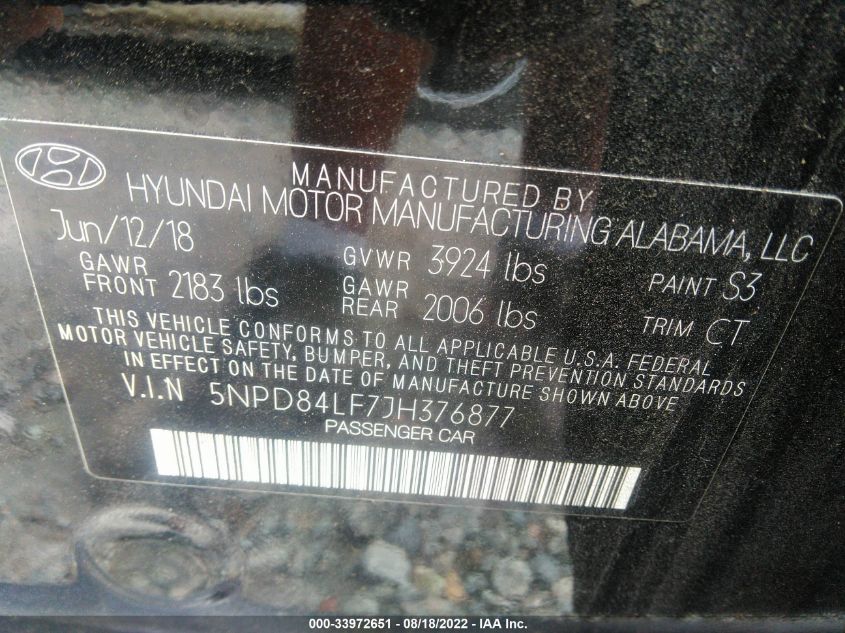 MANUFACTURED BY
HYUNDAI MOTOR MANUFACTURING ALABAMA, LLC
Jun/12/18 GVWR 3924 lbs PAINT S3
GAWR FRONT 2183 lbs GAWR REAR 2006 lbs TRIM CT
THIS VEHICLE CONFORMS TO ALL APPLICABLE U.S.A. FEDERAL
MOTOR VEHICLE SAFETY, BUMPER, AND THEFT PREVENTION STANDARDS
IN EFFECT ON THE DATE OF MANUFACTURE SHOWN ABOVE
V.I.N 5NPD84LF7JH376877
PASSENGER CAR
000-33972651 - 08/18/2022 - IAA Inc.